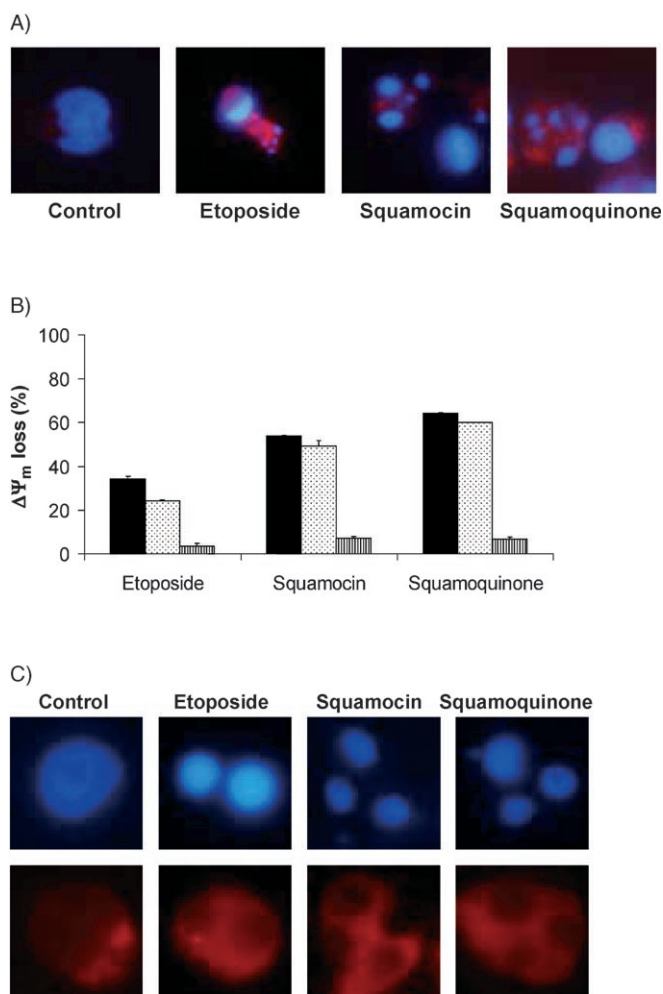 A)
Control Etoposide Squamocin Squamoquinone
B)
ΔΨm loss (%)
100
80
60
40
20
0
Etoposide Squamocin Squamoquinone
C)
Control Etoposide Squamocin Squamoquinone